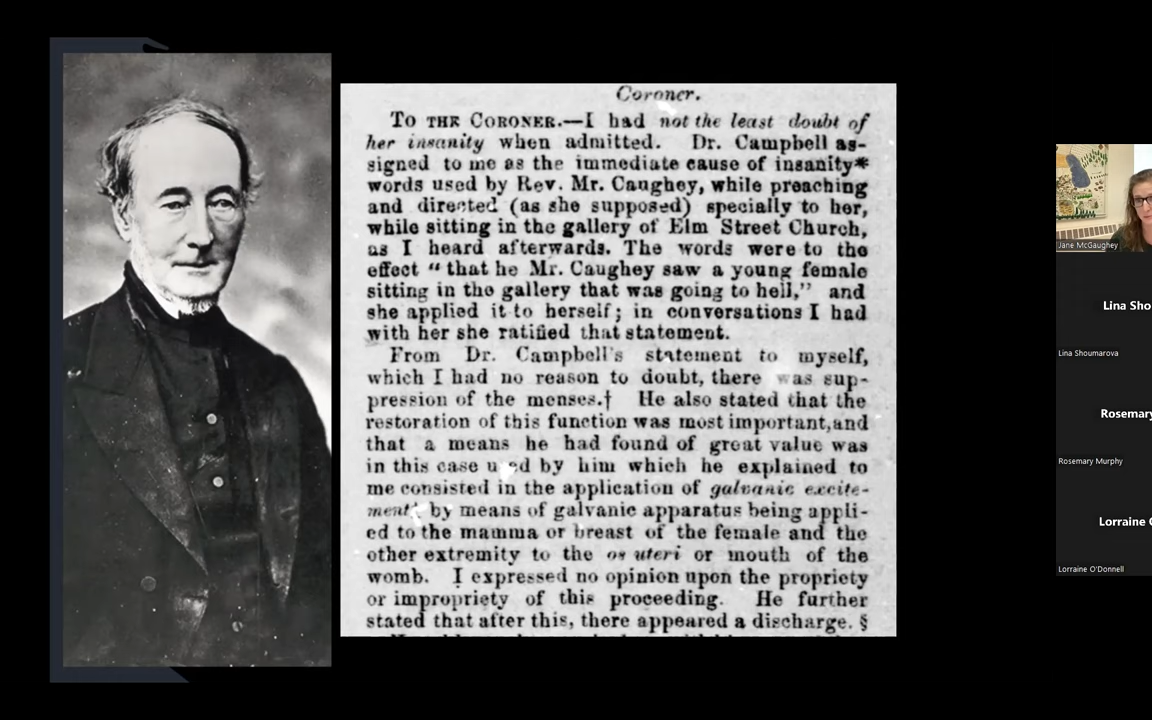 Coroner.
TO THE CORONER.—I had not the least doubt of
her insanity when admitted. Dr. Campbell as-
signed to me as the immediate cause of insanity*
words used by Rev. Mr. Caughey, while preaching
and directed (as she supposed) specially to her,
while sitting in the gallery of Elm Street Church,
as I heard afterwards. The words were to the
effect “ that he Mr. Caughey saw a young female
sitting in the gallery that was going to hell,” and
she applied it to herself; in conversations I had
with her she ratified that statement.
From Dr. Campbell's statement to myself,
which I had no reason to doubt, there was sup-
pression of the menses.† He also stated that the
restoration of this function was most important,and
that a means he had found of great value was
in this case by him which he explained to
me consisted in the application of galvanic excite-
ment by means of galvanic apparatus being appli-
ed to the mamma or breast of the female and the
other extremity to the os uteri or mouth of the
womb. I expressed no opinion upon the propriety
or impropriety of this proceeding. He further
stated that after this, there appeared a discharge. §
Jane McGaughey
Lina Sho
Lina Shoumarova
Rosemary
Rosemary Murphy
Lorraine
Lorraine O'Donnell